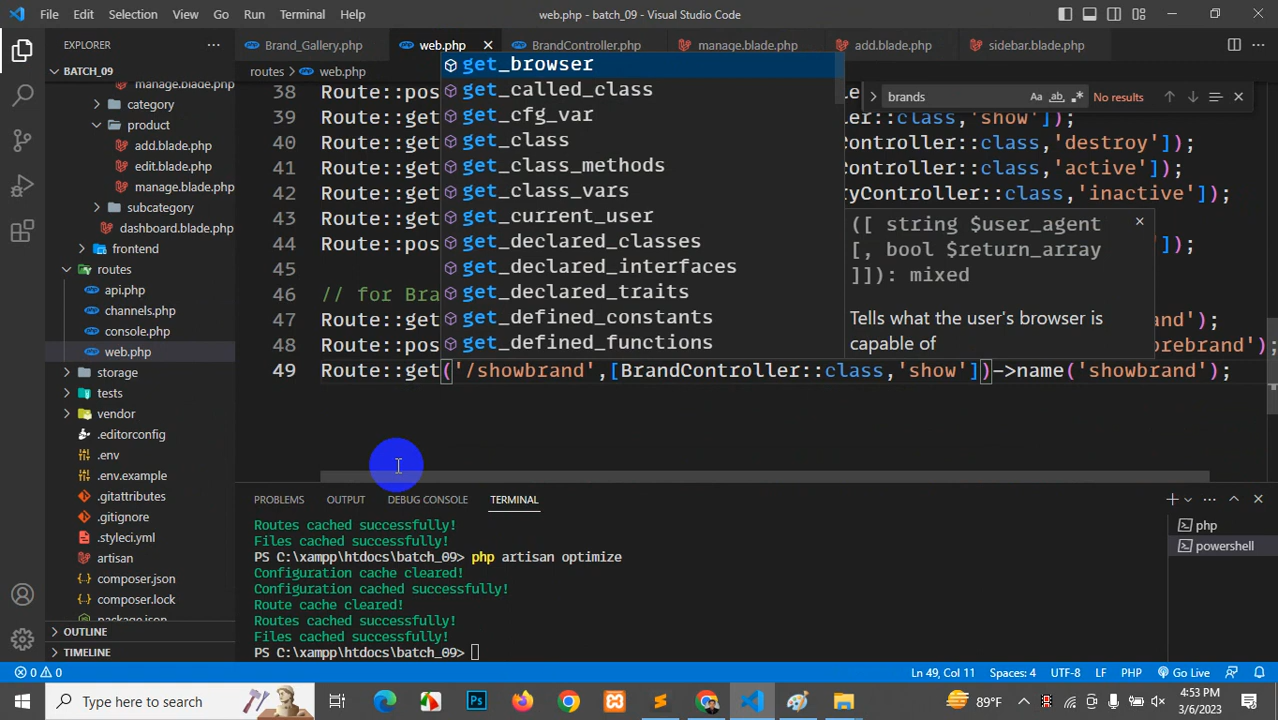 File Edit Selection View Go Run Terminal Help
web.php - batch_09 - Visual Studio Code
EXPLORER
Brand_Gallery.php
web.php
BrandController.php
manage.blade.php
add.blade.php
sidebar.blade.php
BATCH_09
manage.blade.php
category
product
add.blade.php
edit.blade.php
manage.blade.php
subcategory
dashboard.blade.php
frontend
routes
api.php
channels.php
console.php
web.php
storage
tests
vendor
.editorconfig
.env
.env.example
.gitattributes
.gitignore
.styleci.yml
artisan
composer.json
composer.lock
package.json
OUTLINE
TIMELINE
routes > web.php
brands
Aa ab .*
No results
38 Route::pos
39 Route::get ler::class,'show']);
40 Route::get ontroller::class,'destroy']);
41 Route::get ontroller::class,'active']);
42 Route::get yController::class,'inactive']);
43 Route::get
44 Route::pos ']);
45
46 // for Bra
47 Route::get and');
48 Route::pos orebrand');
49 Route::get('/showbrand',[BrandController::class,'show'])->name('showbrand');
get_browser
get_called_class
get_cfg_var
get_class
get_class_methods
get_class_vars
get_current_user
get_declared_classes
get_declared_interfaces
get_declared_traits
get_defined_constants
get_defined_functions
([ string $user_agent
[, bool $return_array
]]): mixed
Tells what the user's browser is
capable of
PROBLEMS OUTPUT DEBUG CONSOLE TERMINAL
Routes cached successfully!
Files cached successfully!
PS C:\xampp\htdocs\batch_09> php artisan optimize
Configuration cache cleared!
Configuration cached successfully!
Route cache cleared!
Routes cached successfully!
Files cached successfully!
PS C:\xampp\htdocs\batch_09>
php
powershell
0 0
Ln 49, Col 11 Spaces: 4 UTF-8 LF PHP Go Live
Type here to search
Ps
89°F
4:53 PM
3/6/2023